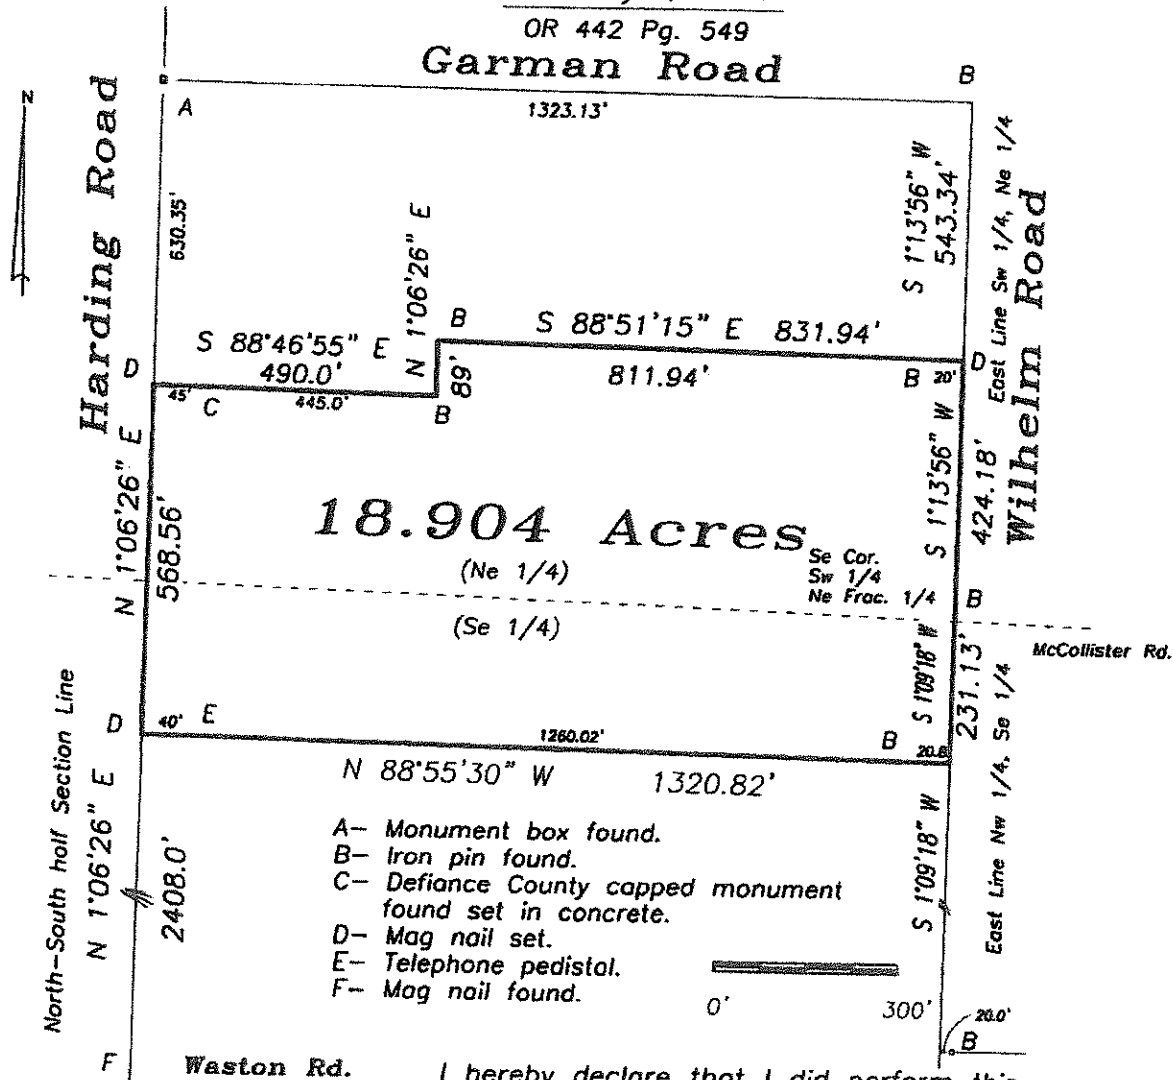 OR 442 Pg. 549
Garman Road
B
A
1323.13'
N
Harding Road
630.35'
N 1°06'26" E
S 1°13'56" W
543.34'
East Line Sw 1/4, Ne 1/4
Wilhelm Road
B
S 88°51'15" E 831.94'
S 88°46'55" E
490.0'
89'
811.94'
D
B
20'
D
45'
C
445.0'
B
N 1°06'26" E
568.56'
S 1°13'56" W
424.18'
18.904 Acres
Se Cor.
Sw 1/4
Ne Frac. 1/4
(Ne 1/4)
B
(Se 1/4)
McCollister Rd.
S 1°09'18" W
231.13'
D
40'
E
1260.02'
B
20.8
N 88°55'30" W 1320.82'
North-South half Section Line
N 1°06'26" E
2408.0'
S 1°09'18" W
East Line Nw 1/4, Se 1/4
A- Monument box found.
B- Iron pin found.
C- Defiance County capped monument
found set in concrete.
D- Mag nail set.
E- Telephone pedistal.
F- Mag nail found.
0'
300'
20.0'
B
F
Waston Rd.
I hereby declare that I did perform this